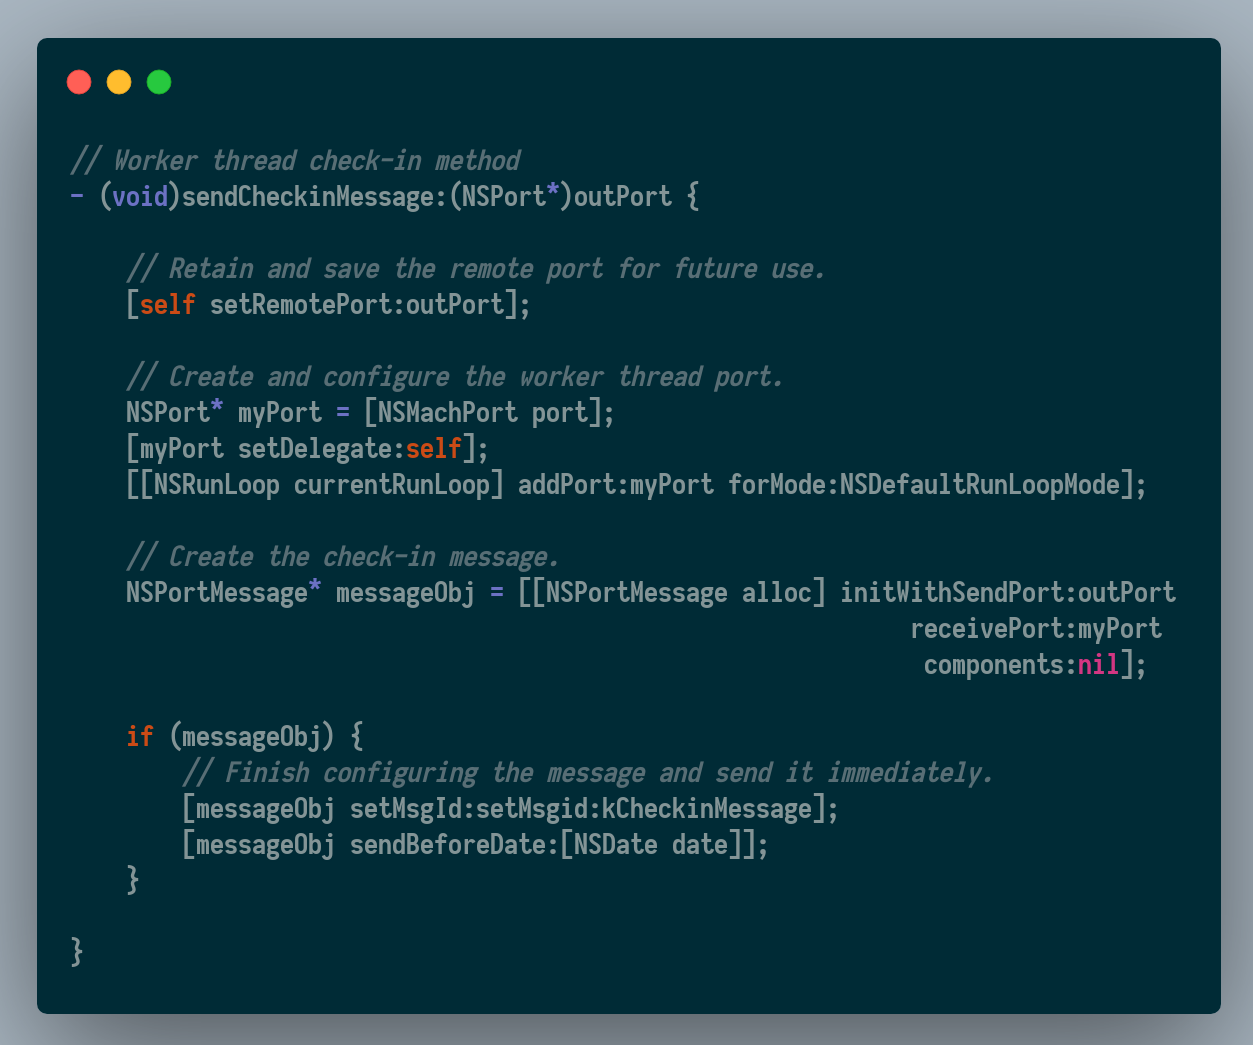 // Worker thread check-in method
- (void)sendCheckinMessage:(NSPort*)outPort {
// Retain and save the remote port for future use.
[self setRemotePort:outPort];
// Create and configure the worker thread port.
NSPort* myPort = [NSMachPort port];
[myPort setDelegate:self];
[[NSRunLoop currentRunLoop] addPort:myPort forMode:NSDefaultRunLoopMode];
// Create the check-in message.
NSPortMessage* messageObj = [[NSPortMessage alloc] initWithSendPort:outPort
receivePort:myPort
components:nil];
if (messageObj) {
// Finish configuring the message and send it immediately.
[messageObj setMsgId:setMsgid:kCheckinMessage];
[messageObj sendBeforeDate:[NSDate date]];
}
}